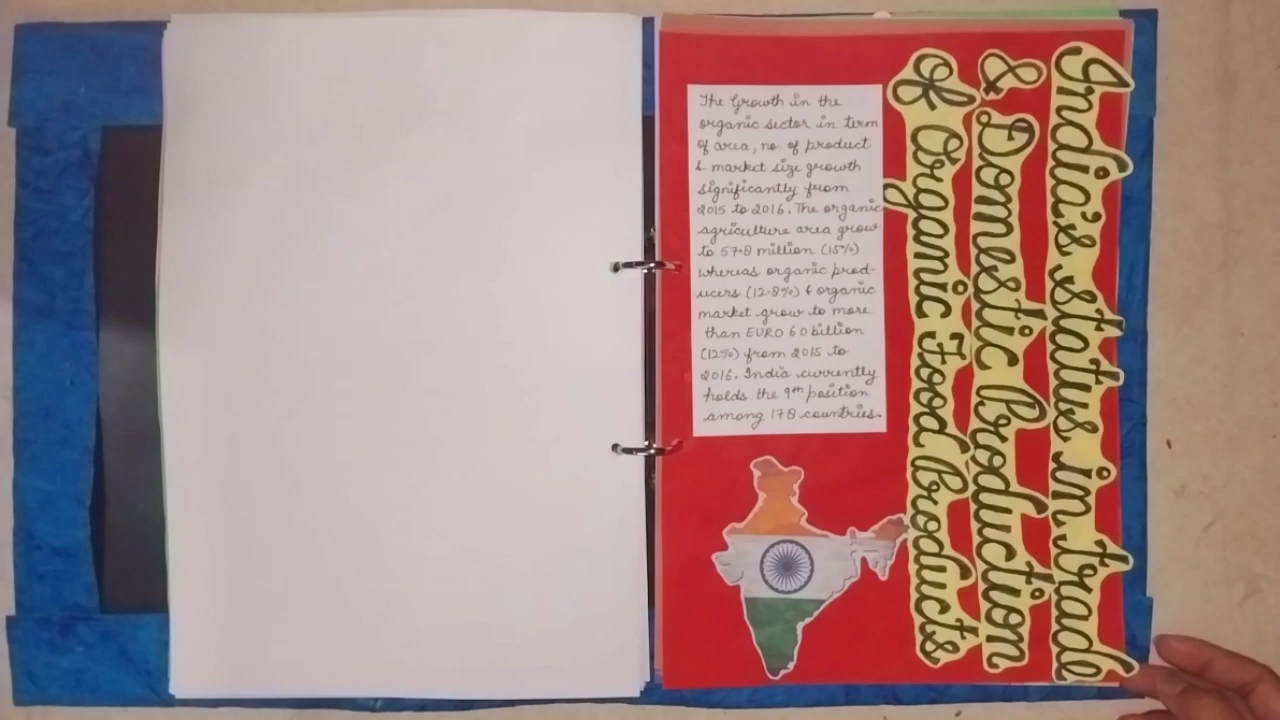 India's status in trade
& Domestic Production
of Organic Food Products
The Growth in the
organic sector in term
of area, no. of product
& market size growth
significantly from
2015 to 2016. The organic
agriculture area grow
to 57.8 million (15%)
whereas organic prod-
ucers (12.8%) & organic
market grow to more
than EURO 60 billion
(12%) from 2015 to
2016. India currently
holds the 9th position
among 178 countries.